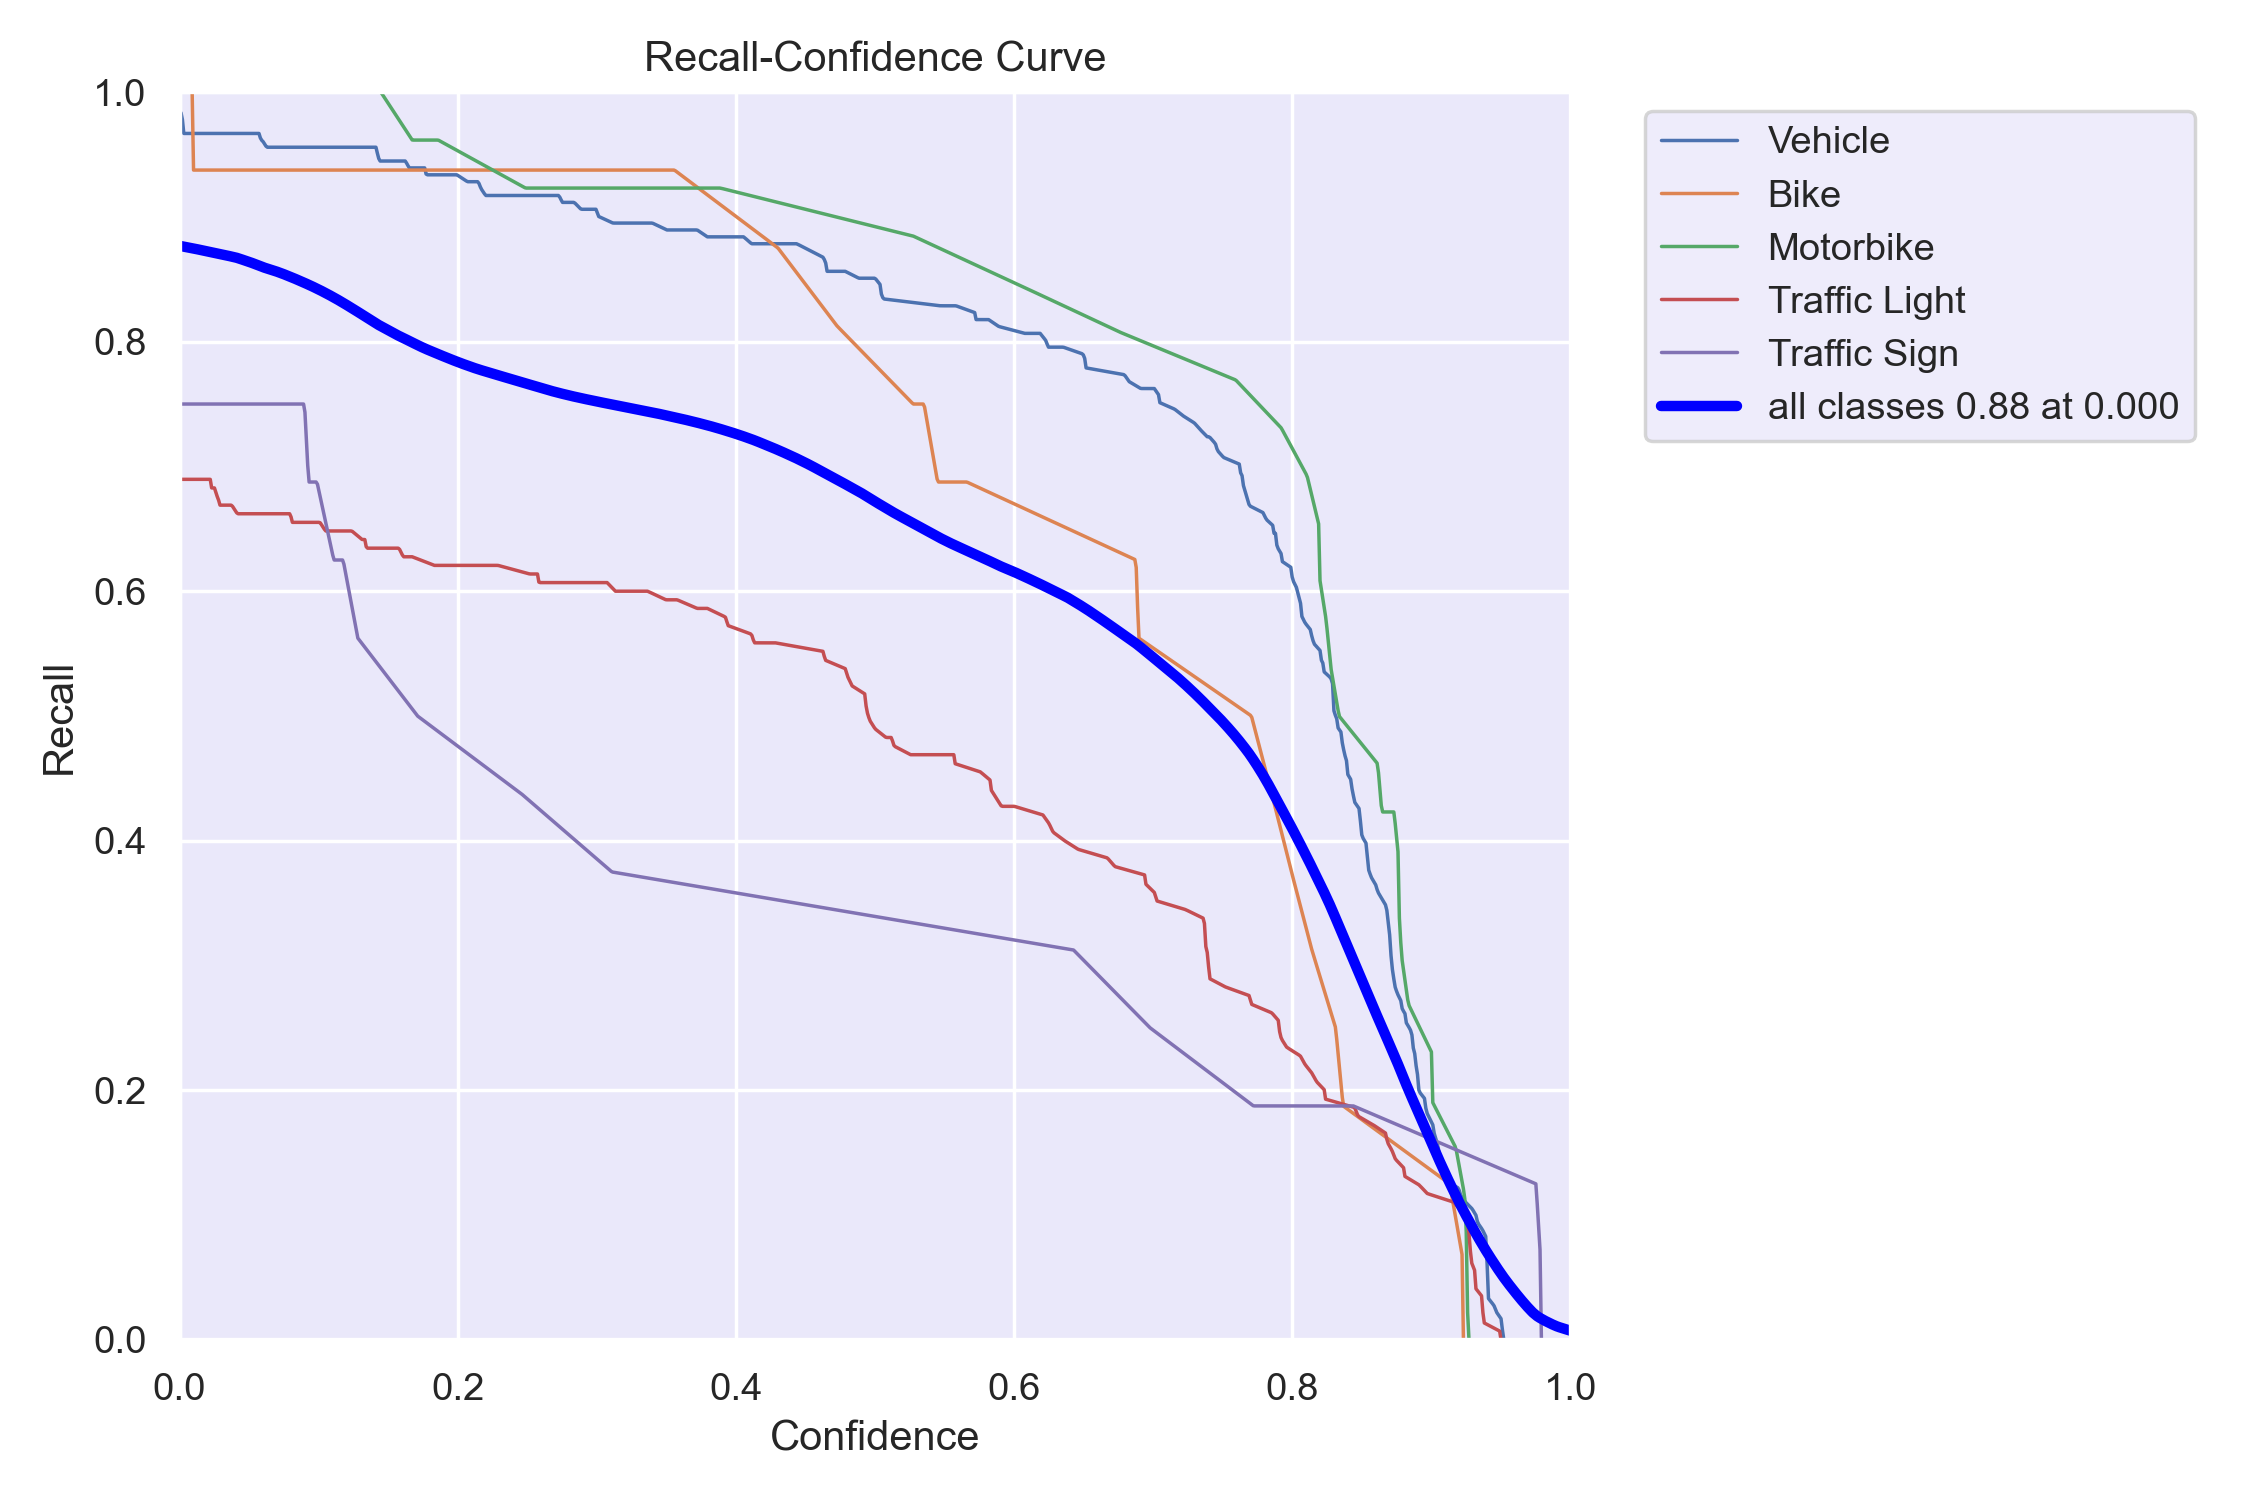 Recall-Confidence Curve
1.0
0.8
0.6
0.4
0.2
0.0
Recall
0.0 0.2 0.4 0.6 0.8 1.0
Confidence
Vehicle
Bike
Motorbike
Traffic Light
Traffic Sign
all classes 0.88 at 0.000